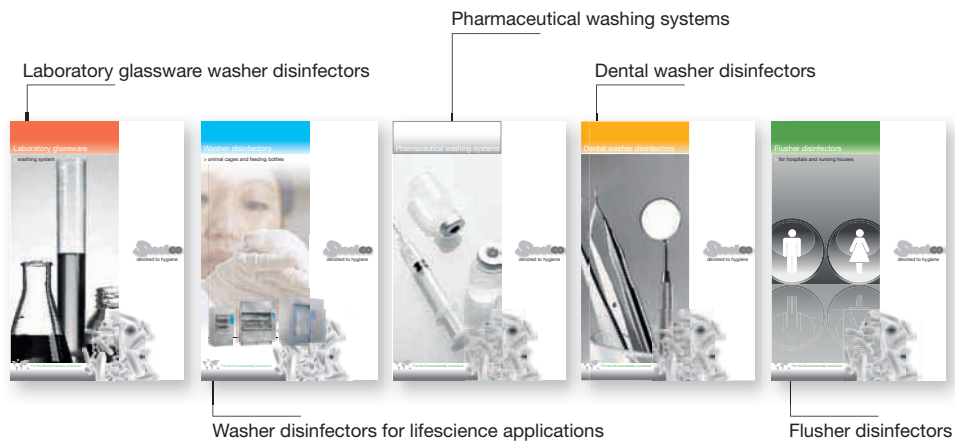 Pharmaceutical washing systems
Laboratory glassware washer disinfectors
Dental washer disinfectors
Laboratory glassware
washing system
Washer disinfectors
> animal cages and feeding bottles
Pharmaceutical washing-systems
Dental washer disinfectors
Flusher disinfectors
for hospitals and nursing houses
devoted to hygiene
devoted to hygiene
devoted to hygiene
devoted to hygiene
devoted to hygiene
Washer disinfectors for lifescience applications
Flusher disinfectors